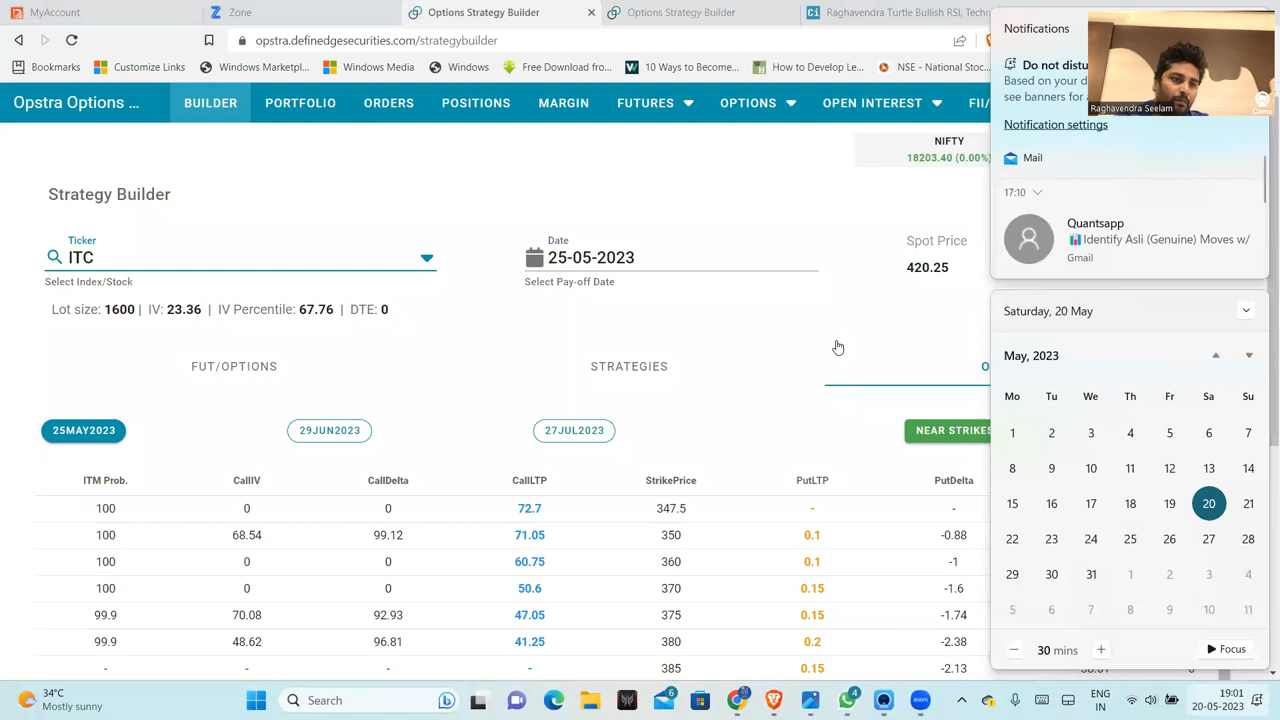 MyAccount
Zone
Options Strategy Builder
Options Strategy Builder
Raghavendra Turtle Bullish RSI, Techn
opstra.definedgesecurities.com/strategybuilder
Bookmarks
Customize Links
Windows Marketpl...
Windows Media
Windows
Free Download fro...
10 Ways to Become...
How to Develop Le...
NSE - National Stoc...
Opstra Options ...
BUILDER
PORTFOLIO
ORDERS
POSITIONS
MARGIN
FUTURES
OPTIONS
OPEN INTEREST
FII/
NIFTY
18203.40 (0.00%)
Strategy Builder
Ticker
ITC
Select Index/Stock
Date
25-05-2023
Select Pay-off Date
Spot Price
420.25
Lot size: 1600 | IV: 23.36 | IV Percentile: 67.76 | DTE: 0
FUT/OPTIONS
STRATEGIES
O
25MAY2023
29JUN2023
27JUL2023
NEAR STRIKES
ITM Prob. CallIV CallDelta CallLTP StrikePrice PutLTP PutDelta
100 0 0 72.7 347.5 - -
100 68.54 99.12 71.05 350 0.1 -0.88
100 0 0 60.75 360 0.1 -1
100 0 0 50.6 370 0.15 -1.6
99.9 70.08 92.93 47.05 375 0.15 -1.74
99.9 48.62 96.81 41.25 380 0.2 -2.38
- - - - 385 0.15 -2.13
Notifications
Do not distu
Based on your d
see banners for a
Notification settings
Raghavendra Seelam
Mail
17:10
Quantsapp
Identify Asli (Genuine) Moves w/
Gmail
Saturday, 20 May
May, 2023
Mo Tu We Th Fr Sa Su
1 2 3 4 5 6 7
8 9 10 11 12 13 14
15 16 17 18 19 20 21
22 23 24 25 26 27 28
29 30 31 1 2 3 4
5 6 7 8 9 10 11
30 mins
Focus
34°C
Mostly sunny
Search
6
4
ENG
IN
19:01
20-05-2023